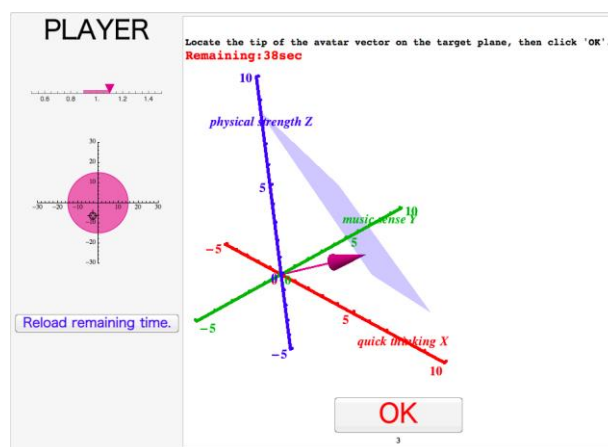 PLAYER
0.6 0.8 1. 1.2 1.4
30
20
10
-30 -20 -10 10 20 30
-10
-20
-30
Reload remaining time.
Locate the tip of the avatar vector on the target plane, then click 'OK'.
Remaining:38sec
10
physical strength Z
5
10
music sense Y
5
-5
0
5
-5
-5
quick thinking X
10
OK
3